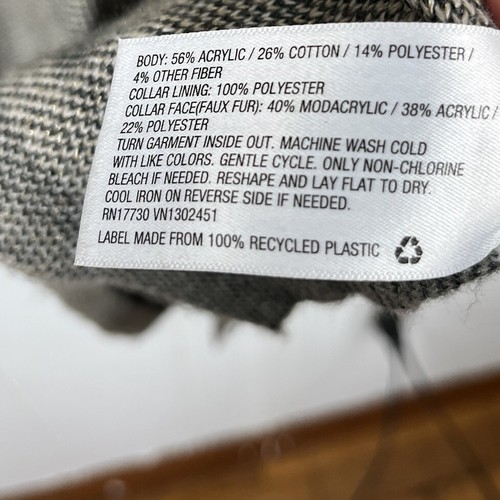 BODY: 56% ACRYLIC / 26% COTTON / 14% POLYESTER /
4% OTHER FIBER
COLLAR LINING: 100% POLYESTER
COLLAR FACE(FAUX FUR): 40% MODACRYLIC / 38% ACRYLIC/
22% POLYESTER
TURN GARMENT INSIDE OUT. MACHINE WASH COLD
WITH LIKE COLORS. GENTLE CYCLE. ONLY NON-CHLORINE
BLEACH IF NEEDED. RESHAPE AND LAY FLAT TO DRY.
COOL IRON ON REVERSE SIDE IF NEEDED.
RN17730 VN1302451
LABEL MADE FROM 100% RECYCLED PLASTIC